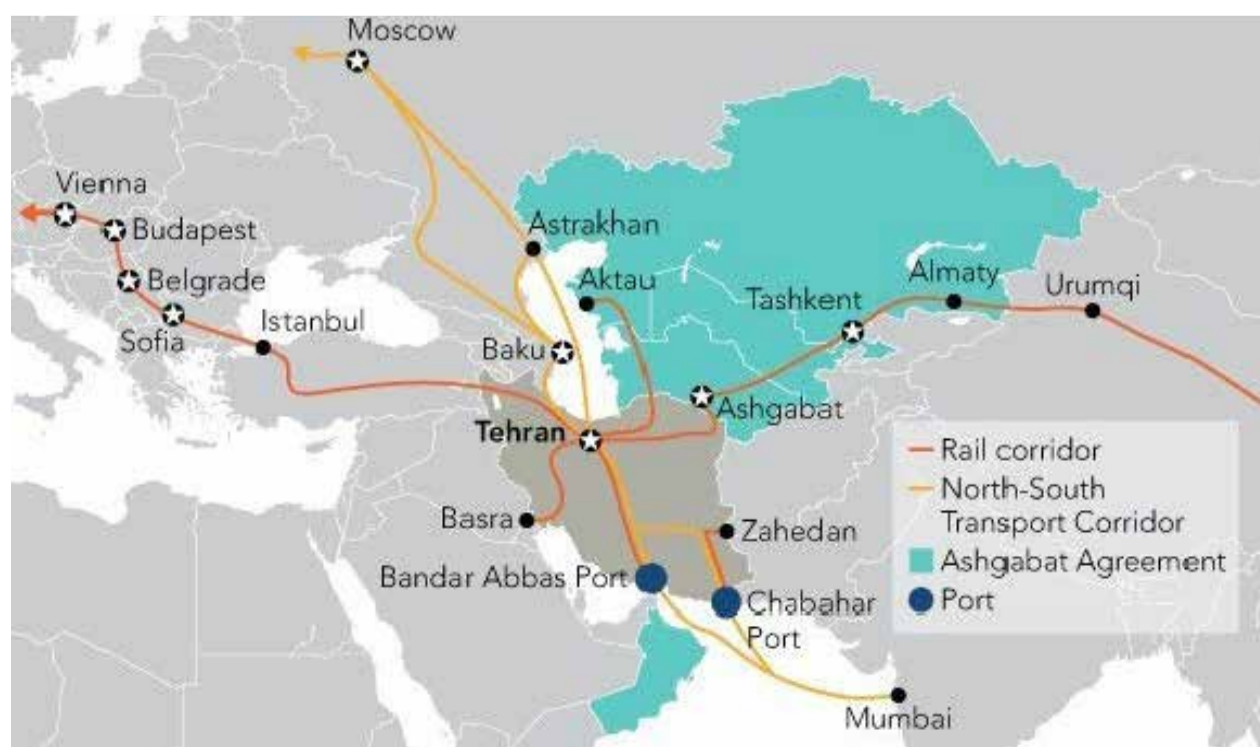 Moscow
Vienna
Budapest
Astrakhan
Belgrade
Aktau
Almaty
Urumqi
Tashkent
Istanbul
Sofia
Baku
Ashgabat
Tehran
Rail corridor
North-South
Transport Corridor
Ashgabat Agreement
Port
Basra
Zahedan
Bandar Abbas Port
Chabahar
Port
Mumbai